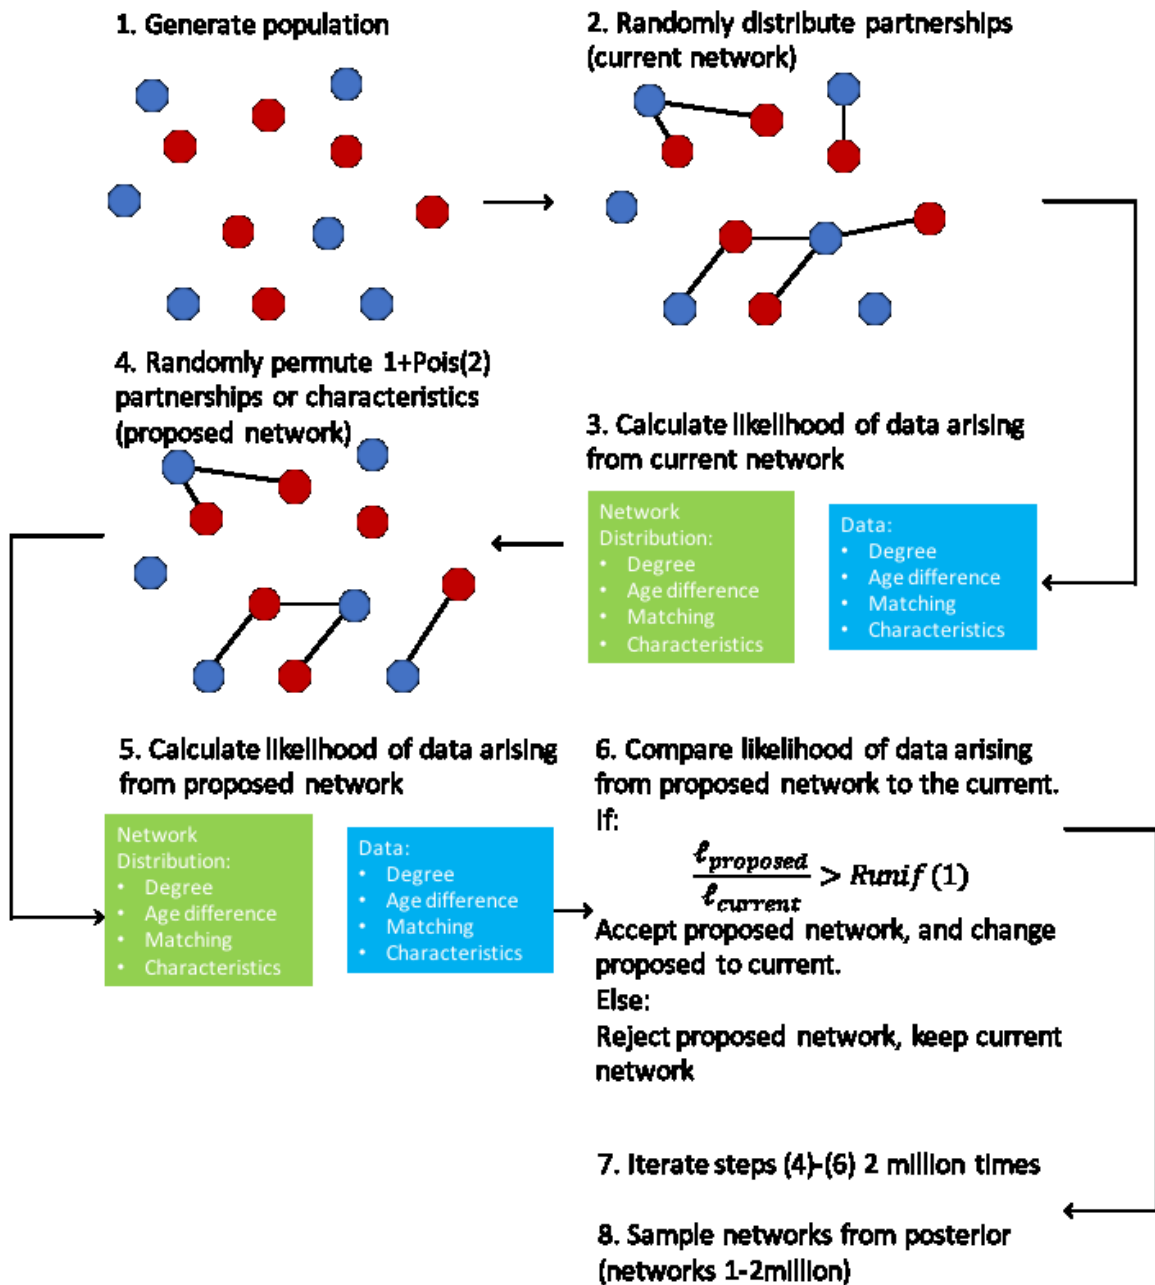 1. Generate population
2. Randomly distribute partnerships
(current network)
4. Randomly permute 1+Pois(2)
partnerships or characteristics
(proposed network)
3. Calculate likelihood of data arising
from current network
Network
Distribution:
• Degree
• Age difference
• Matching
• Characteristics
Data:
• Degree
• Age difference
• Matching
• Characteristics
5. Calculate likelihood of data arising
from proposed network
Network
Distribution:
• Degree
• Age difference
• Matching
• Characteristics
Data:
• Degree
• Age difference
• Matching
• Characteristics
6. Compare likelihood of data arising
from proposed network to the current.
If:
ℓproposed / ℓcurrent > Runif(1)
Accept proposed network, and change
proposed to current.
Else:
Reject proposed network, keep current
network
7. Iterate steps (4)-(6) 2 million times
8. Sample networks from posterior
(networks 1-2million)